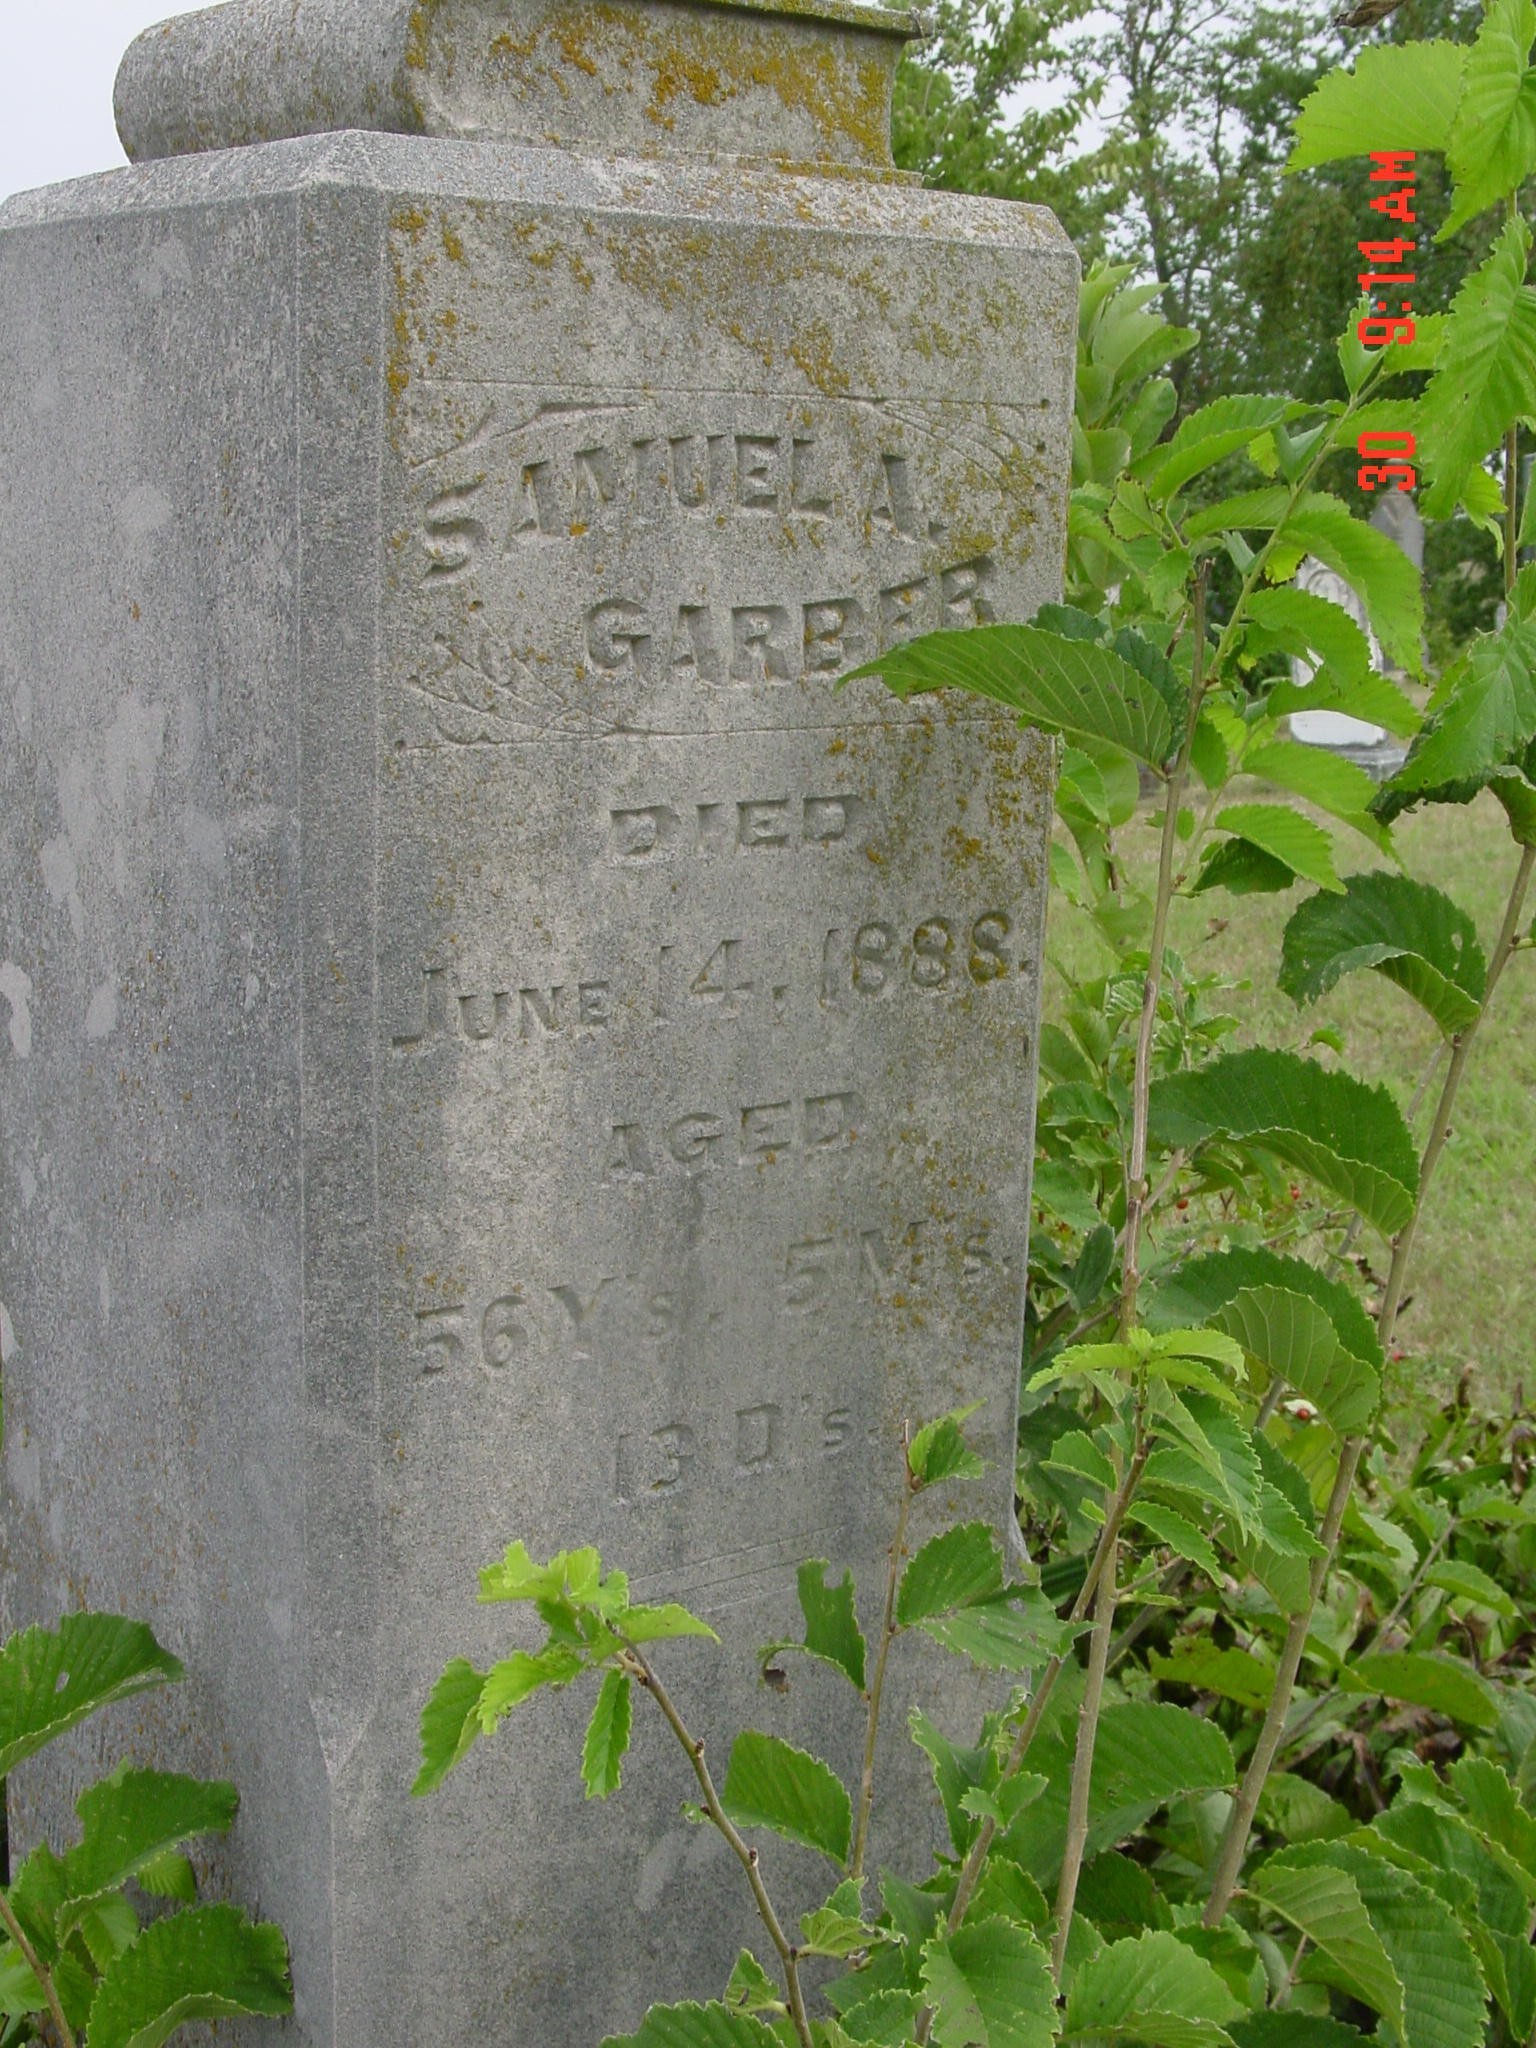 SAMUEL A.
GARBER
DIED
JUNE 14, 1888.
AGED
56 Y's. 5 M's.
13 D's.
30 9:14 AM